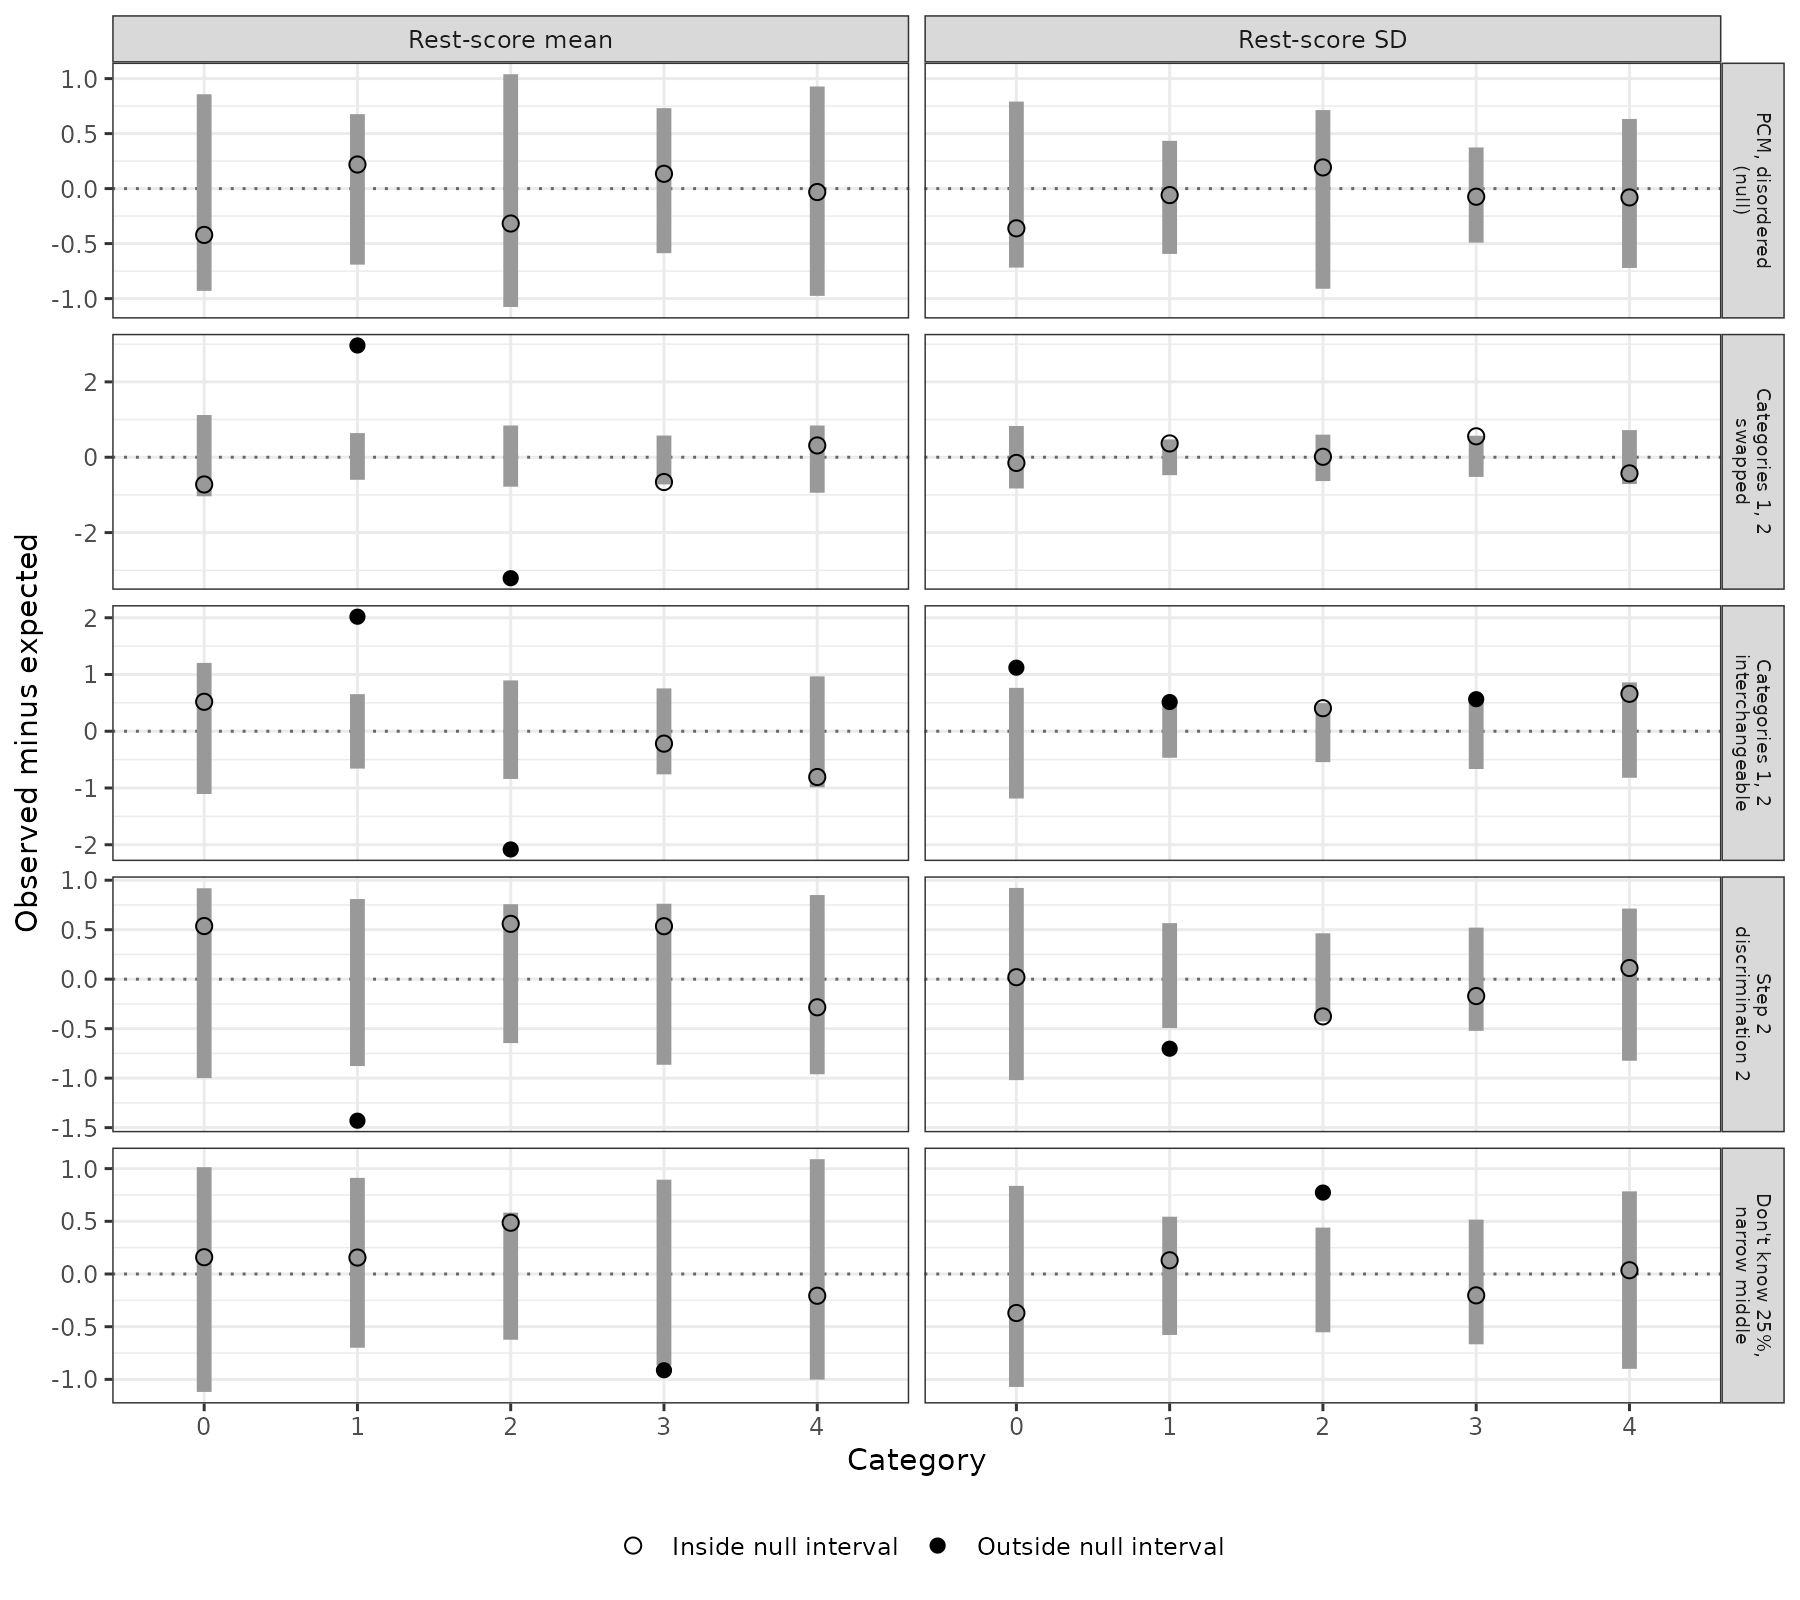 Rest-score mean
Rest-score SD
1.0
0.5
0.0
-0.5
-1.0
PCM, disordered
(null)
2
0
-2
Categories 1, 2
swapped
2
1
0
-1
-2
Categories 1, 2
interchangeable
1.0
0.5
0.0
-0.5
-1.0
-1.5
Step 2
discrimination 2
1.0
0.5
0.0
-0.5
-1.0
Don't know 25%,
narrow middle
Observed minus expected
0 1 2 3 4
0 1 2 3 4
Category
Inside null interval
Outside null interval